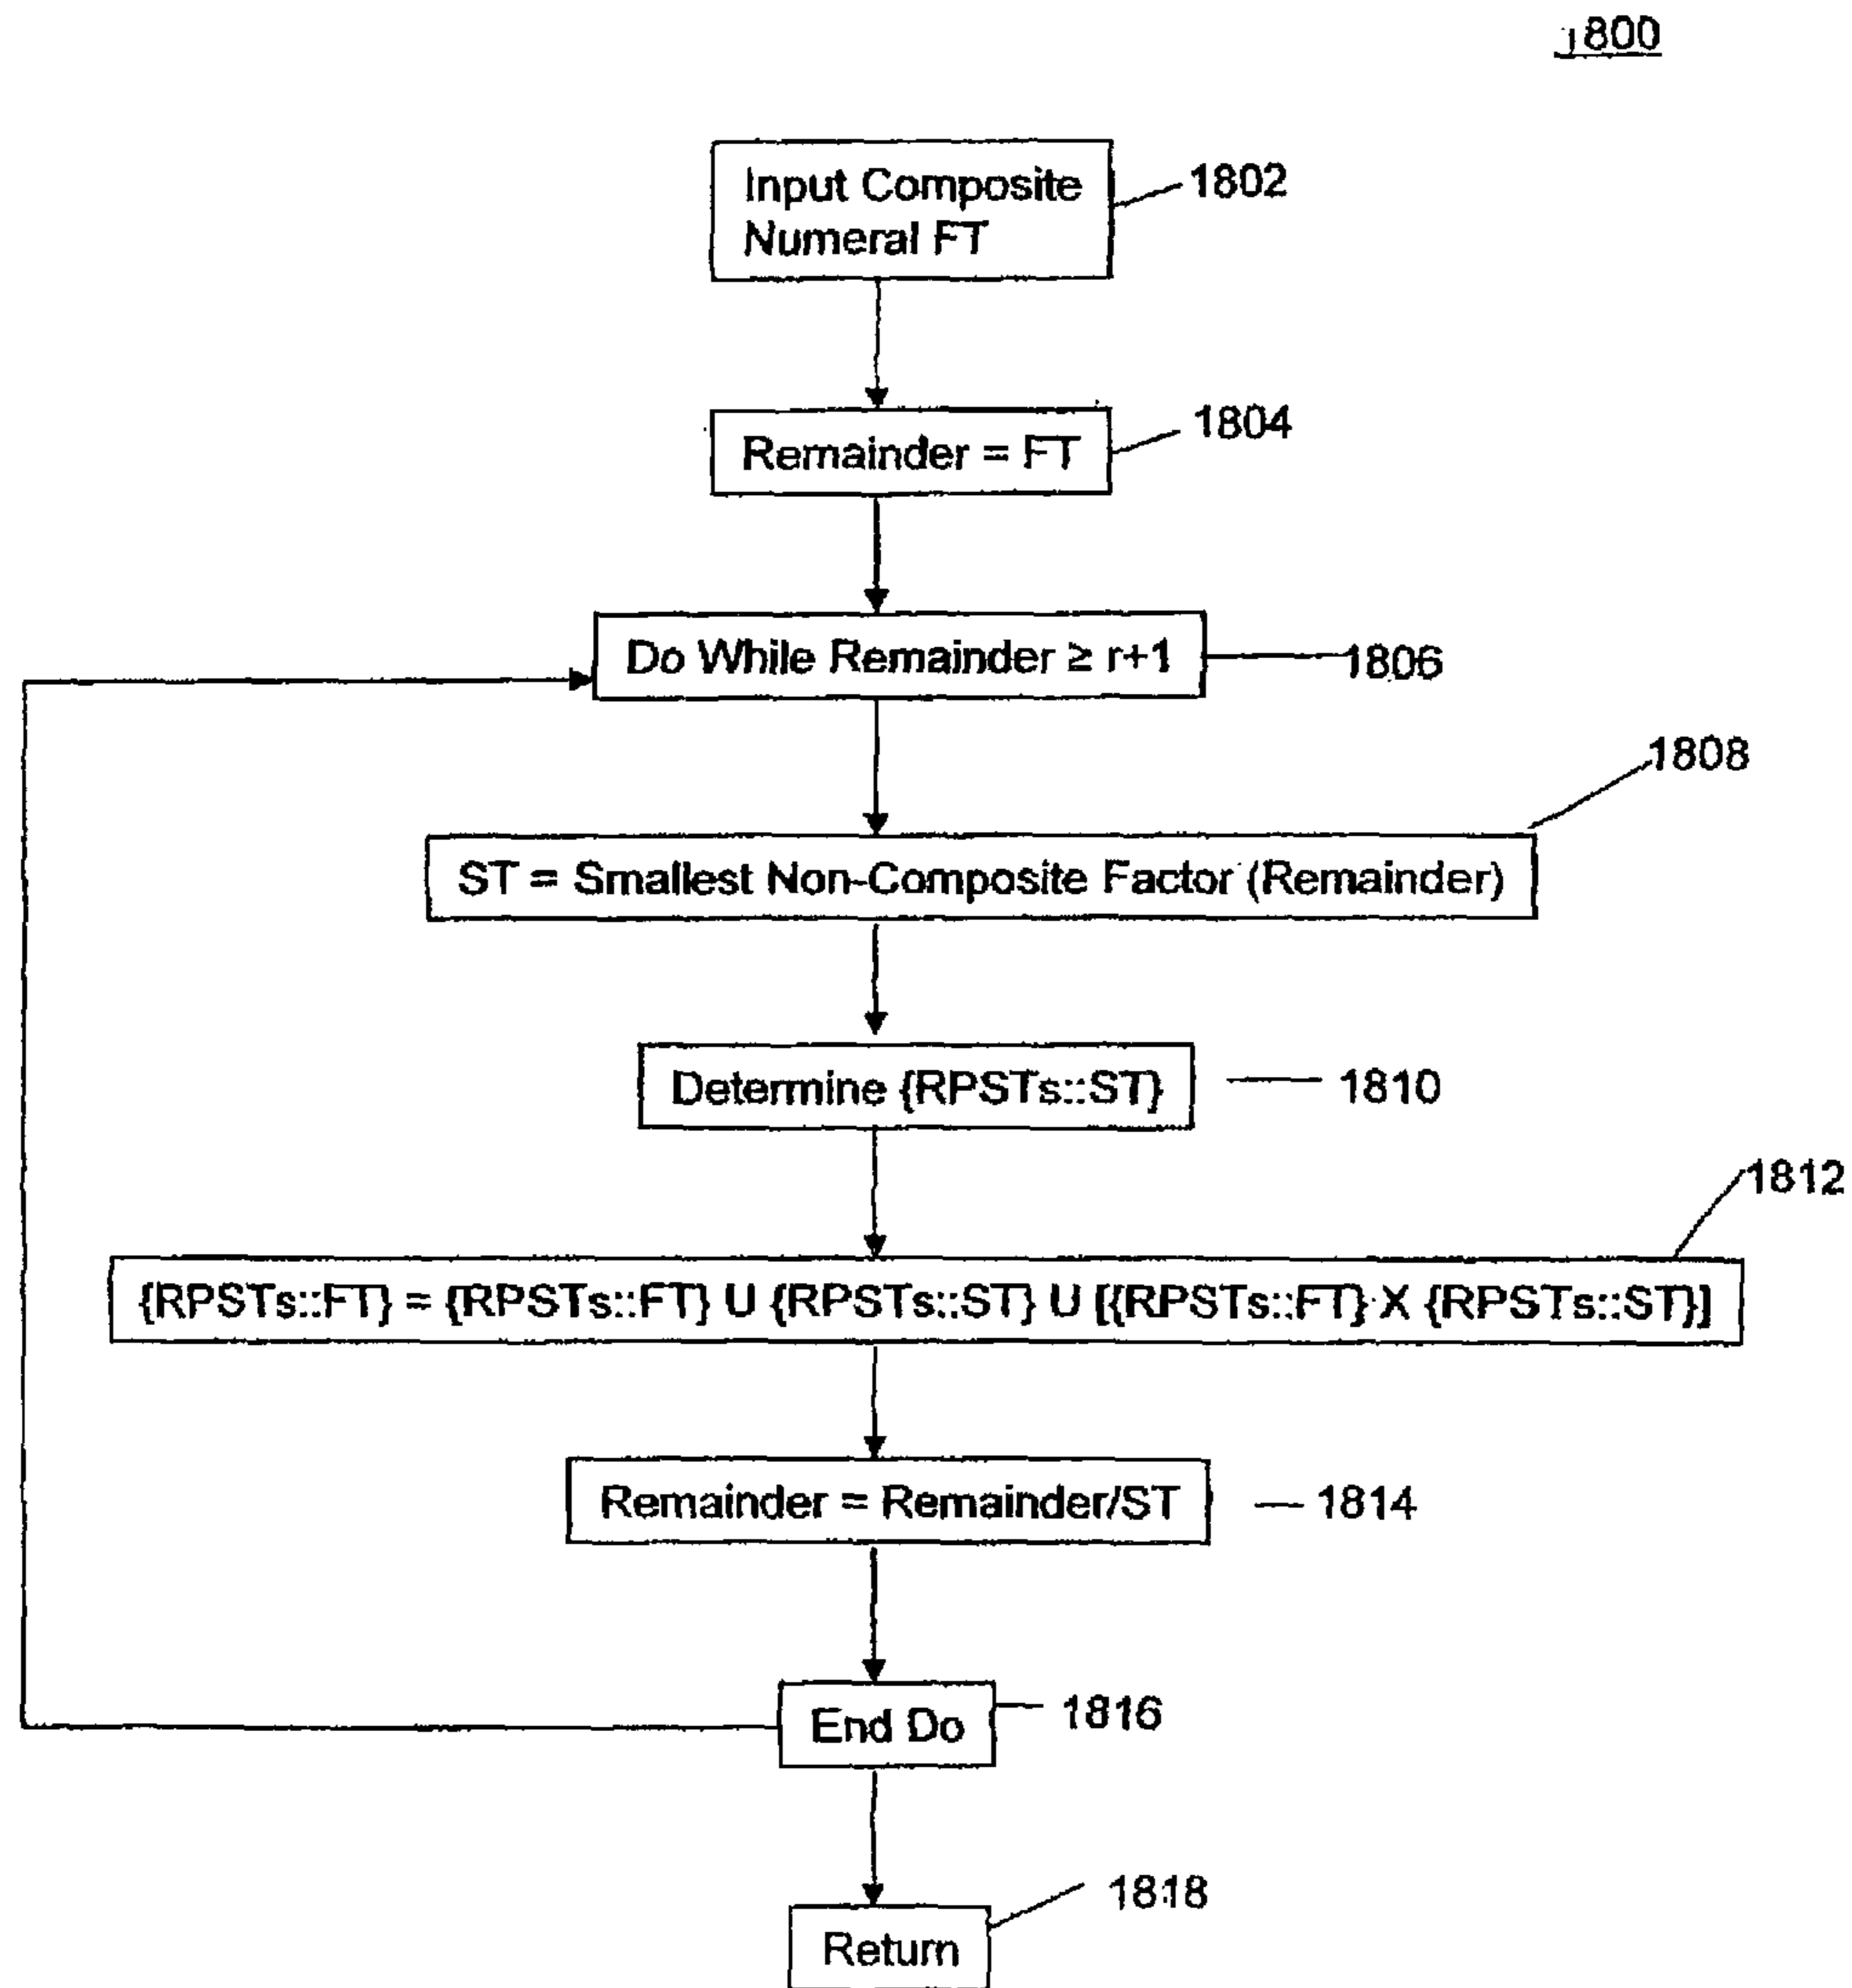 1800
Input Composite
Numeral FT
1802
Remainder = FT
1804
Do While Remainder ≥ r+1
1806
1808
ST = Smallest Non-Composite Factor (Remainder)
Determine {RPSTs::ST}
1810
1812
{RPSTs::FT} = {RPSTs::FT} U {RPSTs::ST} U [{RPSTs::FT} X {RPSTs::ST}]
Remainder = Remainder/ST
1814
End Do
1816
1818
Return